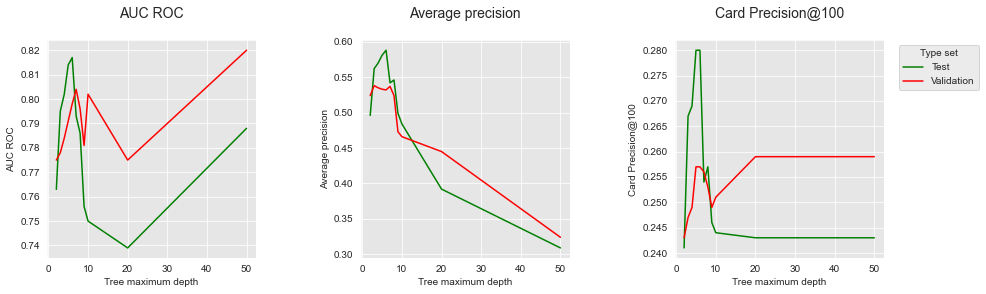 AUC ROC
Average precision
Card Precision@100
0.82
0.81
0.80
0.79
0.78
0.77
0.76
0.75
0.74
AUC ROC
0 10 20 30 40 50
Tree maximum depth
0.60
0.55
0.50
0.45
0.40
0.35
0.30
Average precision
0 10 20 30 40 50
Tree maximum depth
0.280
0.275
0.270
0.265
0.260
0.255
0.250
0.245
0.240
Card Precision@100
0 10 20 30 40 50
Tree maximum depth
Type set
Test
Validation